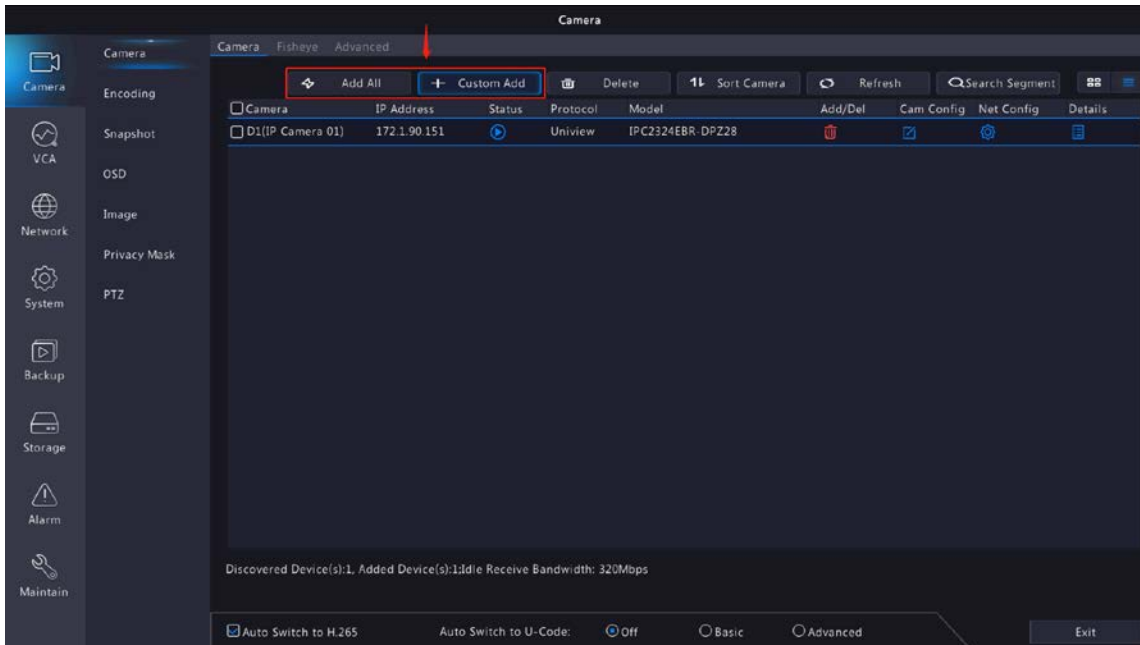 Camera
Camera
VCA
Network
System
Backup
Storage
Alarm
Maintain
Camera
Encoding
Snapshot
OSD
Image
Privacy Mask
PTZ
Camera Fisheye Advanced
Add All Custom Add Delete Sort Camera Refresh Search Segment
Camera IP Address Status Protocol Model Add/Del Cam Config Net Config Details
D1(IP Camera 01) 172.1.90.151 Uniview IPC2324EBR-DPZ28
Discovered Device(s):1, Added Device(s):1;Idle Receive Bandwidth: 320Mbps
Auto Switch to H.265 Auto Switch to U-Code: Off Basic Advanced Exit